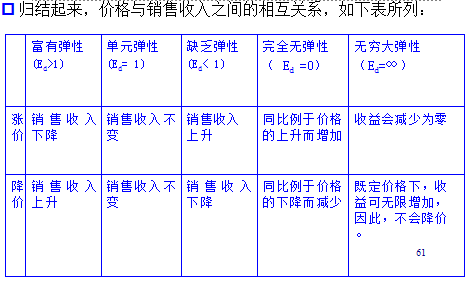 归结起来，价格与销售收入之间的相互关系，如下表所列：
富有弹性 单元弹性 缺乏弹性 完全无弹性 无穷大弹性
(Ed>1) (Ed= 1) (Ed< 1) （ Ed =0） （Ed=∞ ）
涨价
销售收入下降
销售收入不变
销售收入上升
同比例于价格的上升而增加
收益会减少为零
降价
销售收入上升
销售收入不变
销售收入下降
同比例于价格的下降而减少
既定价格下，收益可无限增加，因此，不会降价。
61